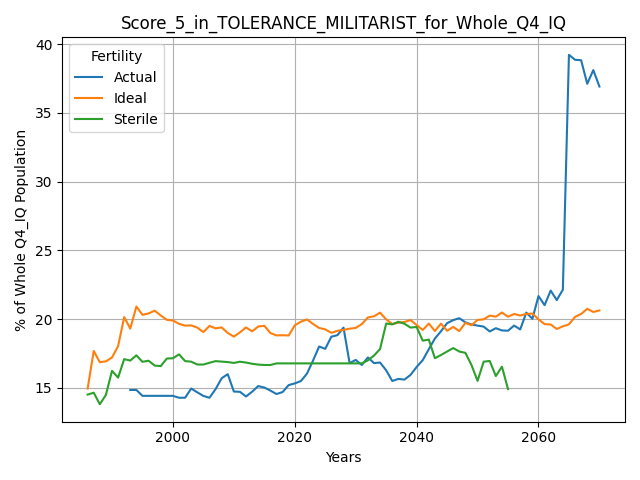 Score_5_in_TOLERANCE_MILITARIST_for_Whole_Q4_IQ
40
35
30
25
20
15
% of Whole Q4_IQ Population
Fertility
Actual
Ideal
Sterile
2000 2020 2040 2060
Years